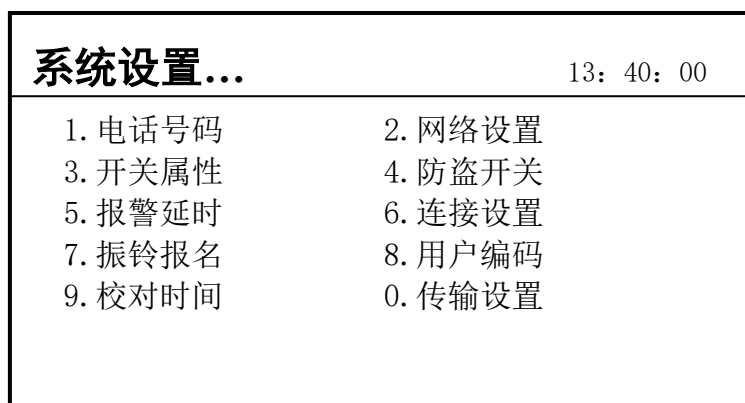 系统设置... 13：40：00
1.电话号码 2.网络设置
3.开关属性 4.防盗开关
5.报警延时 6.连接设置
7.振铃报名 8.用户编码
9.校对时间 0.传输设置